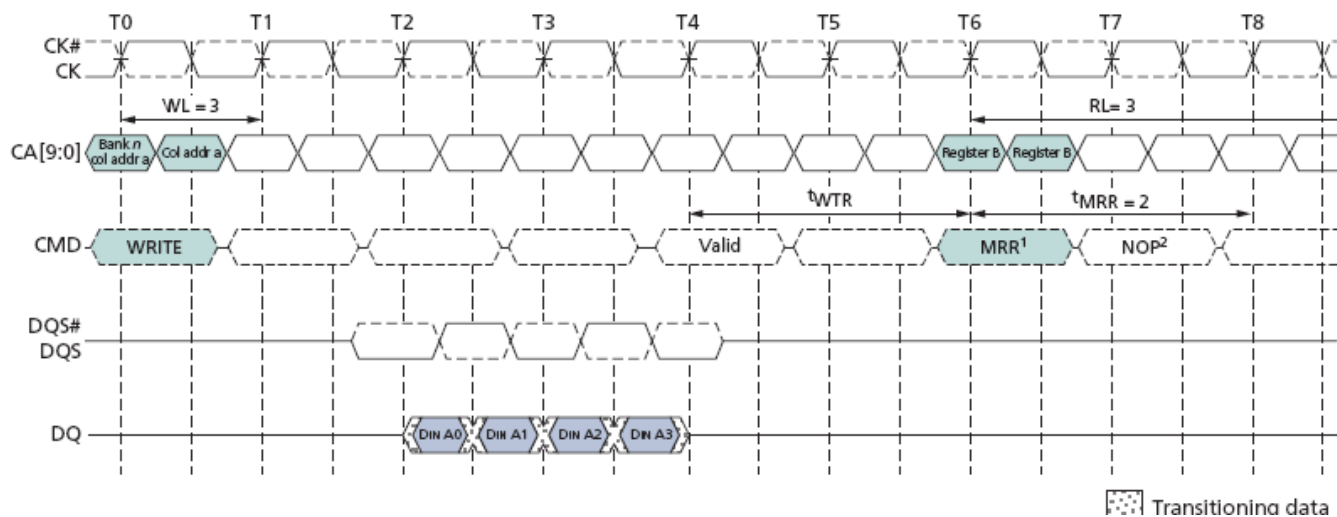 T0 T1 T2 T3 T4 T5 T6 T7 T8
CK#
CK
WL = 3
RL= 3
CA[9:0]
Bank n
col addr a
Col addr a
Register B
Register B
tWTR
tMRR = 2
CMD
WRITE
Valid
MRR1
NOP2
DQS#
DQS
DQ
DIN A0
DIN A1
DIN A2
DIN A3
Transitioning data